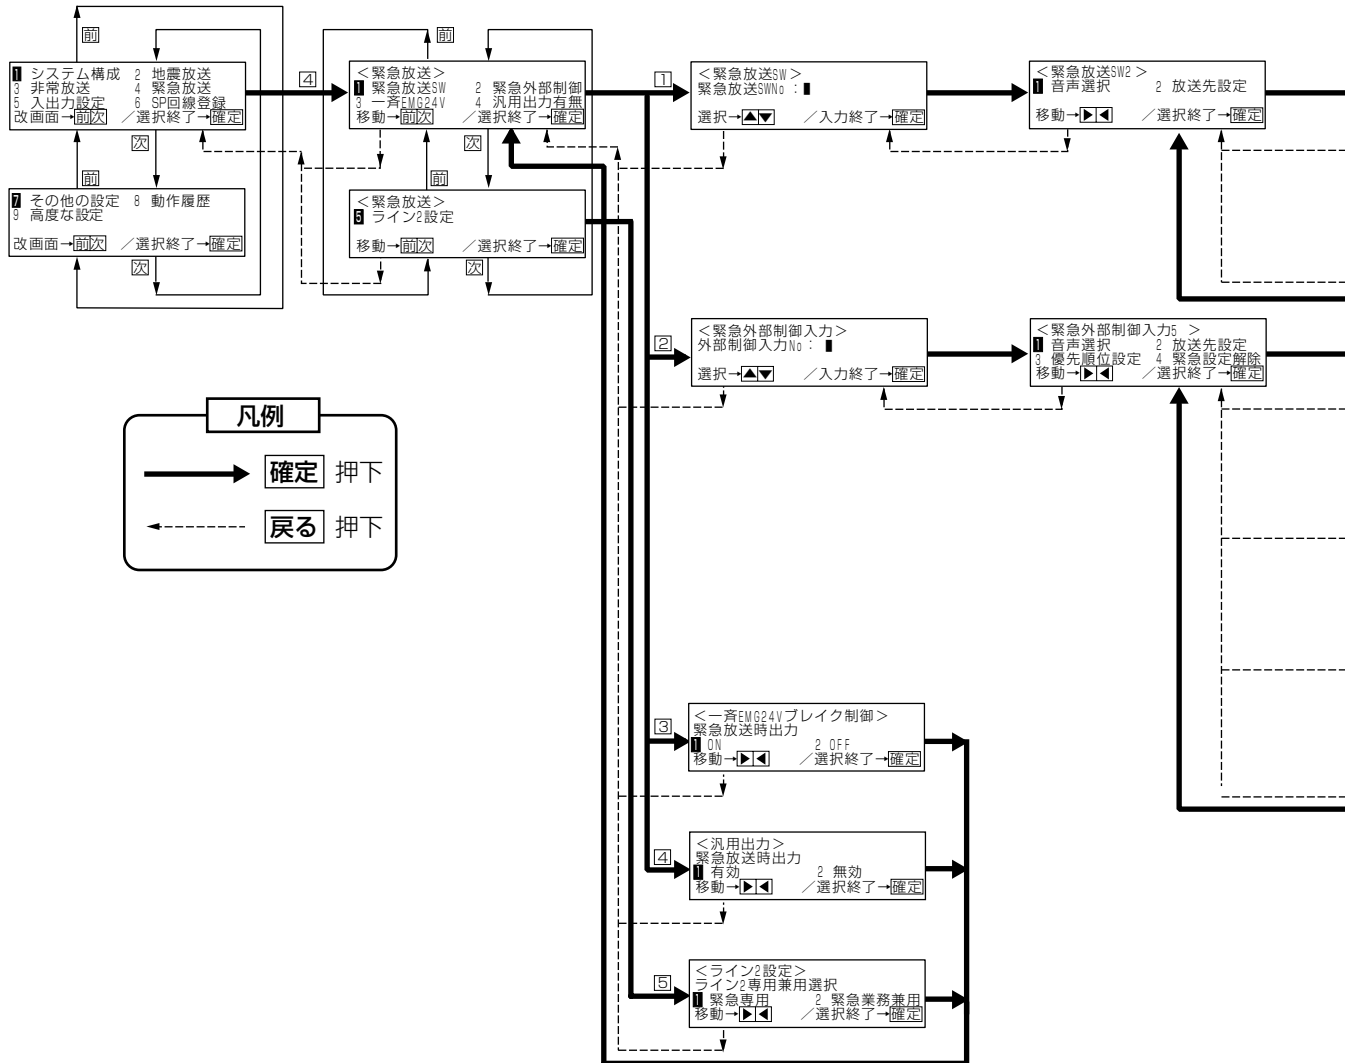 前
1 システム構成 2 地震放送
3 非常放送 4 緊急放送
5 入出力設定 6 SP回線登録
改画面→前次 /選択終了→確定
前
次
7 その他の設定 8 動作履歴
9 高度な設定
改画面→前次 /選択終了→確定
次
4
前
<緊急放送>
1 緊急放送SW 2 緊急外部制御
3 一斉EMG24V 4 汎用出力有無
移動→前次 /選択終了→確定
次
前
<緊急放送>
5 ライン2設定
移動→前次 /選択終了→確定
次
1
<緊急放送SW>
緊急放送SWNo:
選択→▲▼ /入力終了→確定
<緊急放送SW2>
1 音声選択 2 放送先設定
移動→▶◀ /選択終了→確定
2
<緊急外部制御入力>
外部制御入力No:
選択→▲▼ /入力終了→確定
<緊急外部制御入力5 >
1 音声選択 2 放送先設定
3 優先順位設定 4 緊急設定解除
移動→▶◀ /選択終了→確定
凡例
確定 押下
戻る 押下
3
<一斉EMG24Vブレイク制御>
緊急放送時出力
1 ON 2 OFF
移動→▶◀ /選択終了→確定
4
<汎用出力>
緊急放送時出力
1 有効 2 無効
移動→▶◀ /選択終了→確定
5
<ライン2設定>
ライン2専用兼用選択
1 緊急専用 2 緊急業務兼用
移動→▶◀ /選択終了→確定